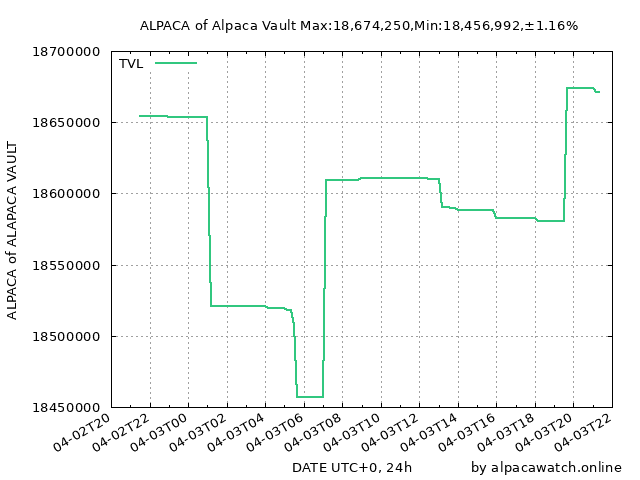 ALPACA of Alpaca Vault Max:18,674,250,Min:18,456,992,±1.16%
TVL
ALPACA of ALAPACA VAULT
18700000
18650000
18600000
18550000
18500000
18450000
04-02T20
04-02T22
04-03T00
04-03T02
04-03T04
04-03T06
04-03T08
04-03T10
04-03T12
04-03T14
04-03T16
04-03T18
04-03T20
04-03T22
DATE UTC+0, 24h
by alpacawatch.online